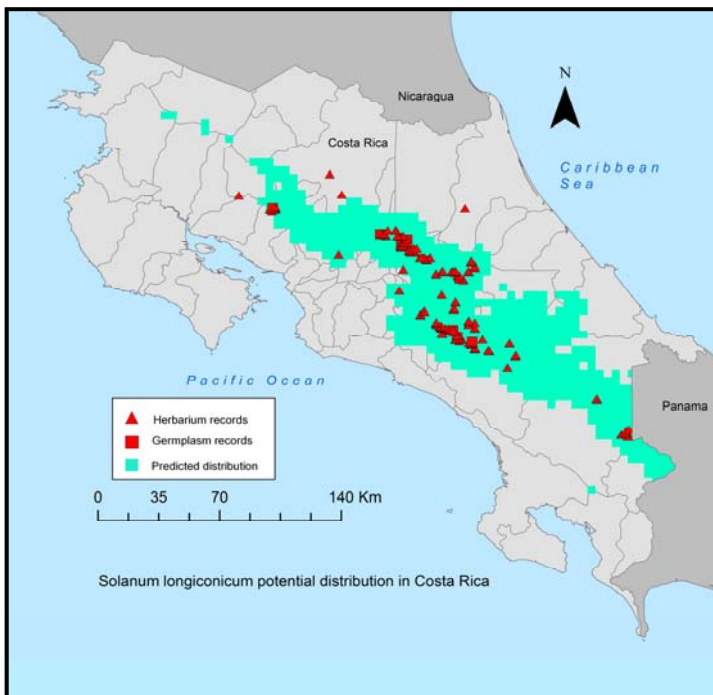 N
Nicaragua
Costa Rica
Caribbean
Sea
Pacific Ocean
Panama
Herbarium records
Germplasm records
Predicted distribution
0 35 70 140 Km
Solanum longiconicum potential distribution in Costa Rica